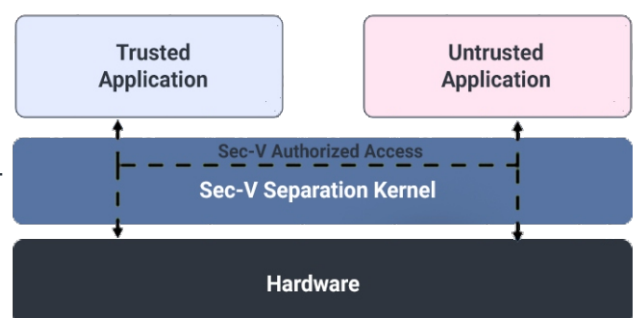 Trusted
Application
Untrusted
Application
Sec-V Authorized Access
Sec-V Separation Kernel
Hardware